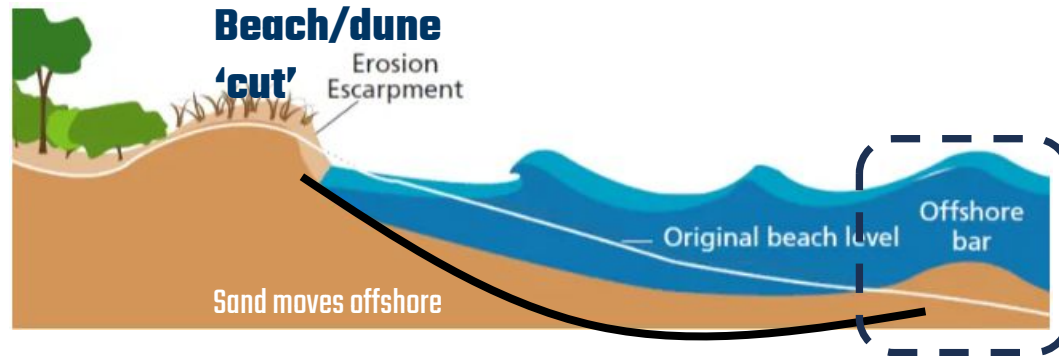 Beach/dune
‘cut’
Erosion
Escarpment
Original beach level
Offshore
bar
Sand moves offshore